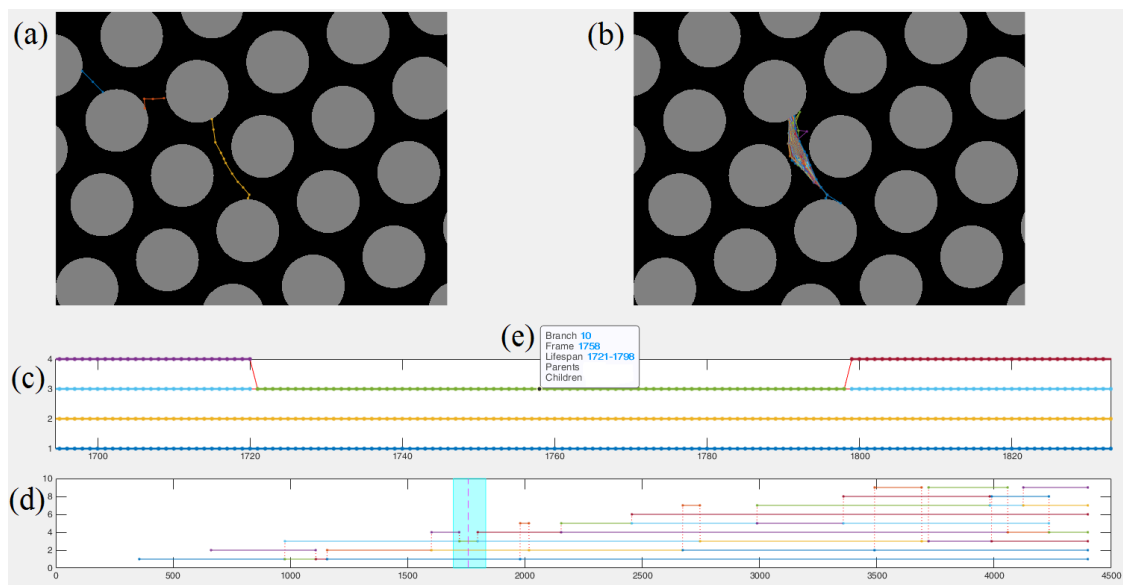 (a)
(b)
(e)
Branch 10
Frame 1758
Lifespan 1721-1798
Parents
Children
(c)
4
3
2
1
1700 1720 1740 1760 1780 1800 1820
(d)
10
8
6
4
2
0
0 500 1000 1500 2000 2500 3000 3500 4000 4500